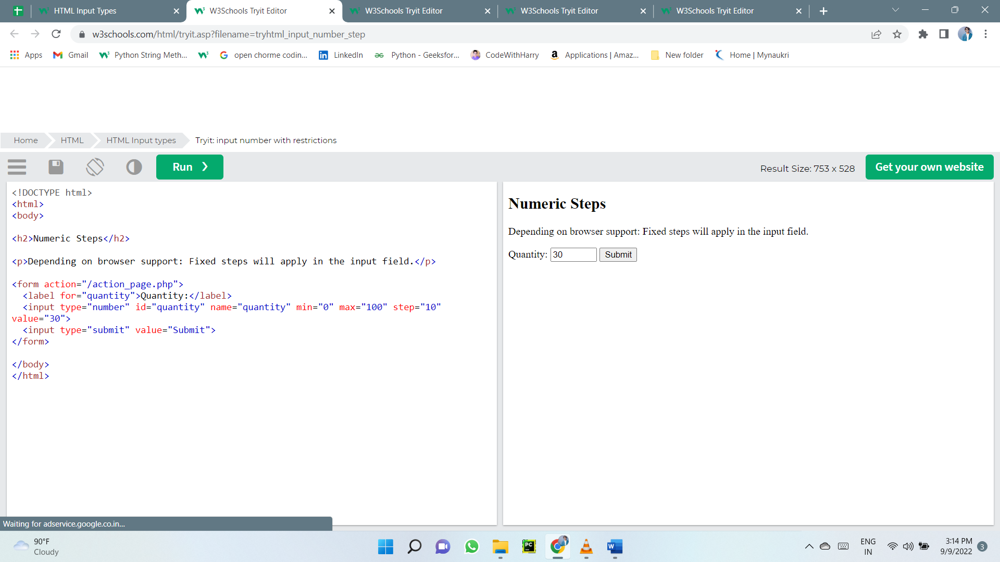 HTML Input Types
W3Schools Tryit Editor
W3Schools Tryit Editor
W3Schools Tryit Editor
W3Schools Tryit Editor
w3schools.com/html/tryit.asp?filename=tryhtml_input_number_step
Apps
Gmail
Python String Meth...
open chorme codin...
LinkedIn
Python - Geeksfor...
CodeWithHarry
Applications | Amaz...
New folder
Home | Mynaukri
Home
HTML
HTML Input types
Tryit: input number with restrictions
Run ❯
Result Size: 753 x 528
Get your own website
<!DOCTYPE html>
<html>
<body>
<h2>Numeric Steps</h2>
<p>Depending on browser support: Fixed steps will apply in the input field.</p>
<form action="/action_page.php">
<label for="quantity">Quantity:</label>
<input type="number" id="quantity" name="quantity" min="0" max="100" step="10"
value="30">
<input type="submit" value="Submit">
</form>
</body>
</html>
Numeric Steps
Depending on browser support: Fixed steps will apply in the input field.
Quantity: 30 Submit
Waiting for adservice.google.co.in...
90°F
Cloudy
ENG
IN
3:14 PM
9/9/2022
3